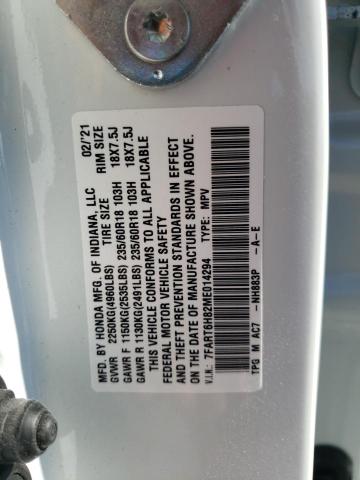 MFD. BY HONDA MFG. OF INDIANA, LLC 02/'21
TIRE SIZE RIM SIZE
GVWR 2250KG(4960LBS)
GAWR F 1150KG(2535LBS) 235/60R18 103H 18X7.5J
GAWR R 1130KG(2491LBS) 235/60R18 103H 18X7.5J
THIS VEHICLE CONFORMS TO ALL APPLICABLE
FEDERAL MOTOR VEHICLE SAFETY
AND THEFT PREVENTION STANDARDS IN EFFECT
ON THE DATE OF MANUFACTURE SHOWN ABOVE.
V.I.N.: 7FART6H82ME014294 TYPE: MPV
TPG M AC7 -NH883P -A-E